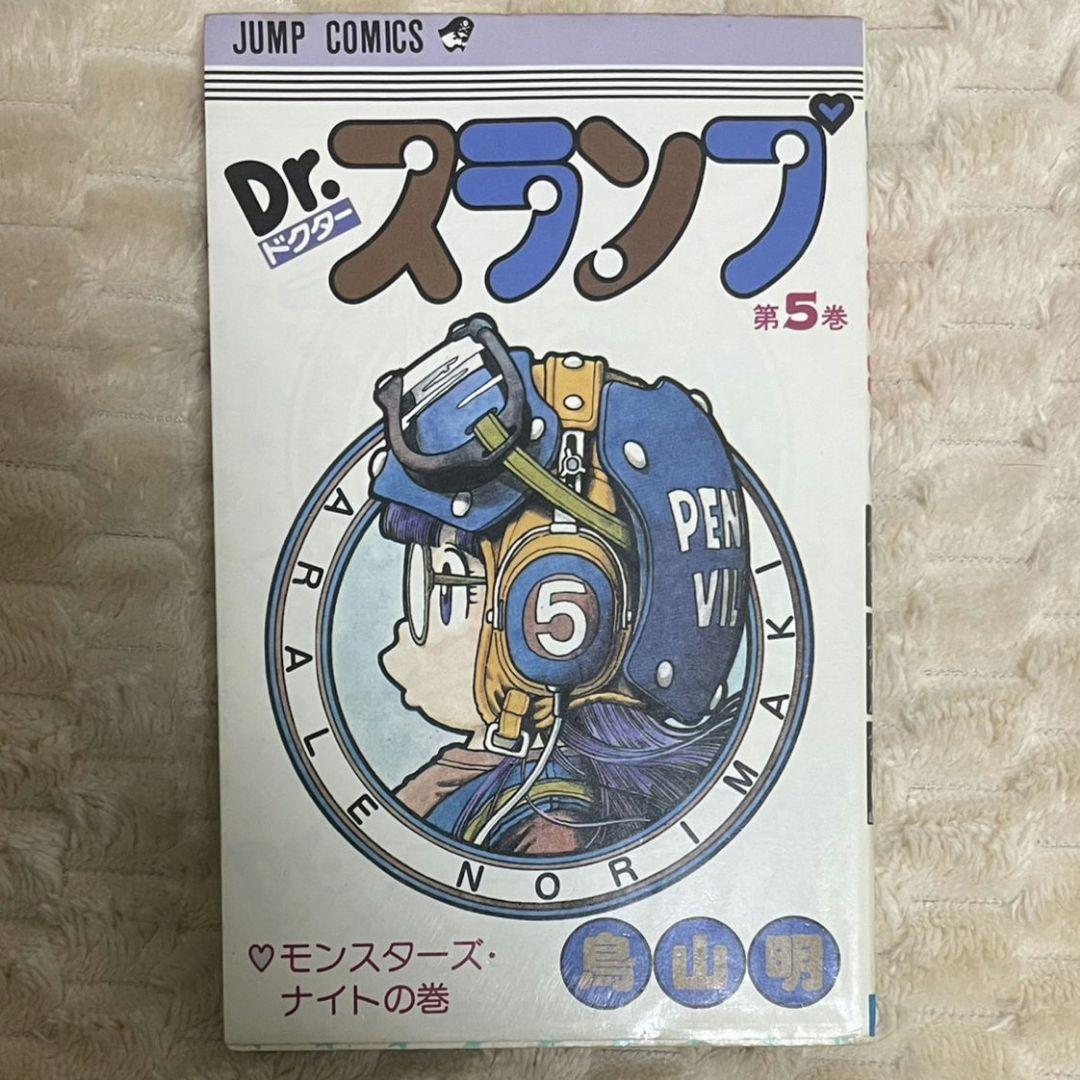 JUMP COMICS
Dr.スランプ
ドクター
第5巻
PEN
VIL
5
ARALE NORIMAKI
♡モンスターズ・
ナイトの巻
鳥山明